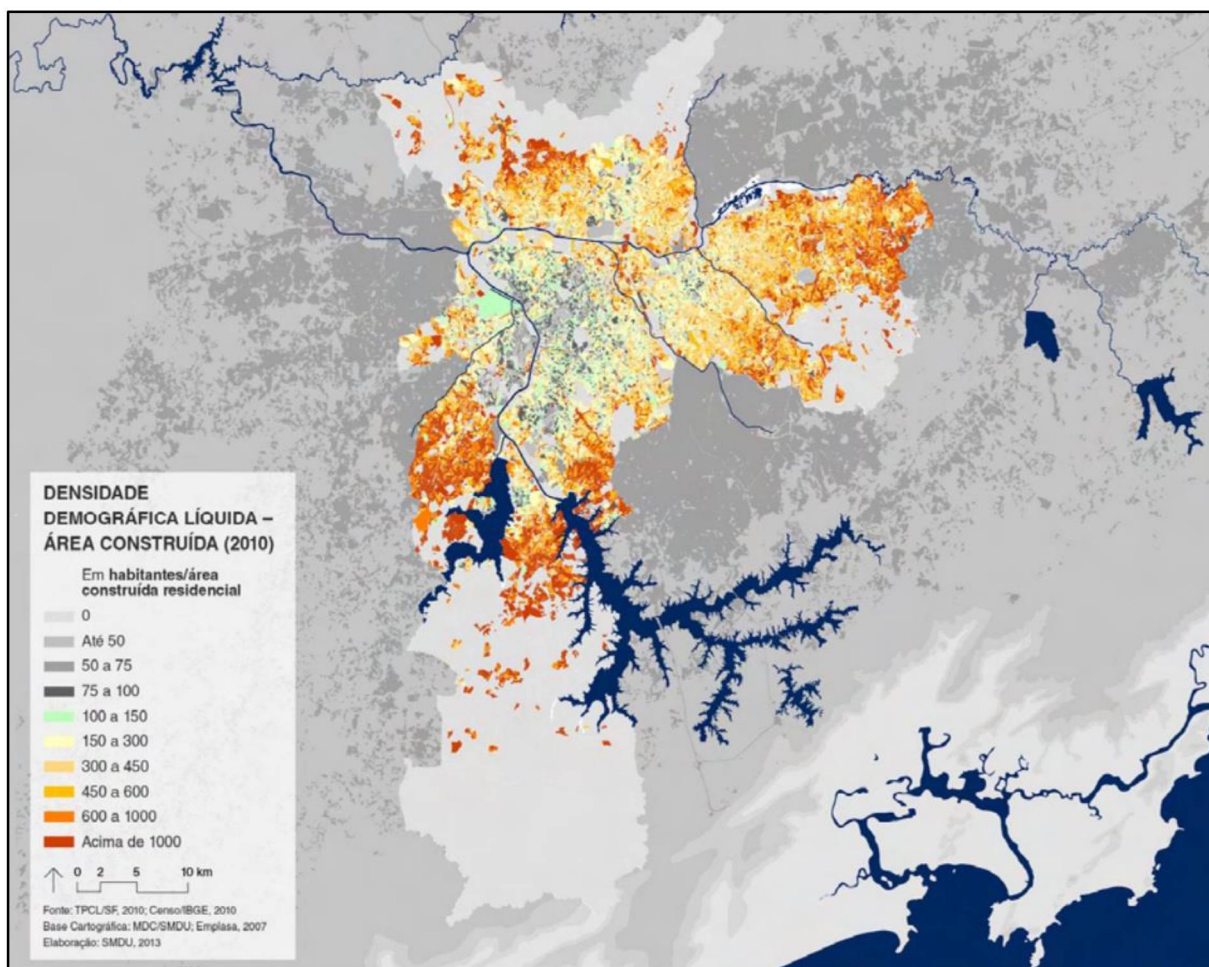 DENSIDADE
DEMOGRÁFICA LÍQUIDA –
ÁREA CONSTRUÍDA (2010)
Em habitantes/área
construída residencial
0
Até 50
50 a 75
75 a 100
100 a 150
150 a 300
300 a 450
450 a 600
600 a 1000
Acima de 1000
0 2 5 10 km
Fonte: TPCL/SF, 2010; Censo/IBGE, 2010
Base Cartográfica: MDC/SMDU; Emplasa, 2007
Elaboração: SMDU, 2013